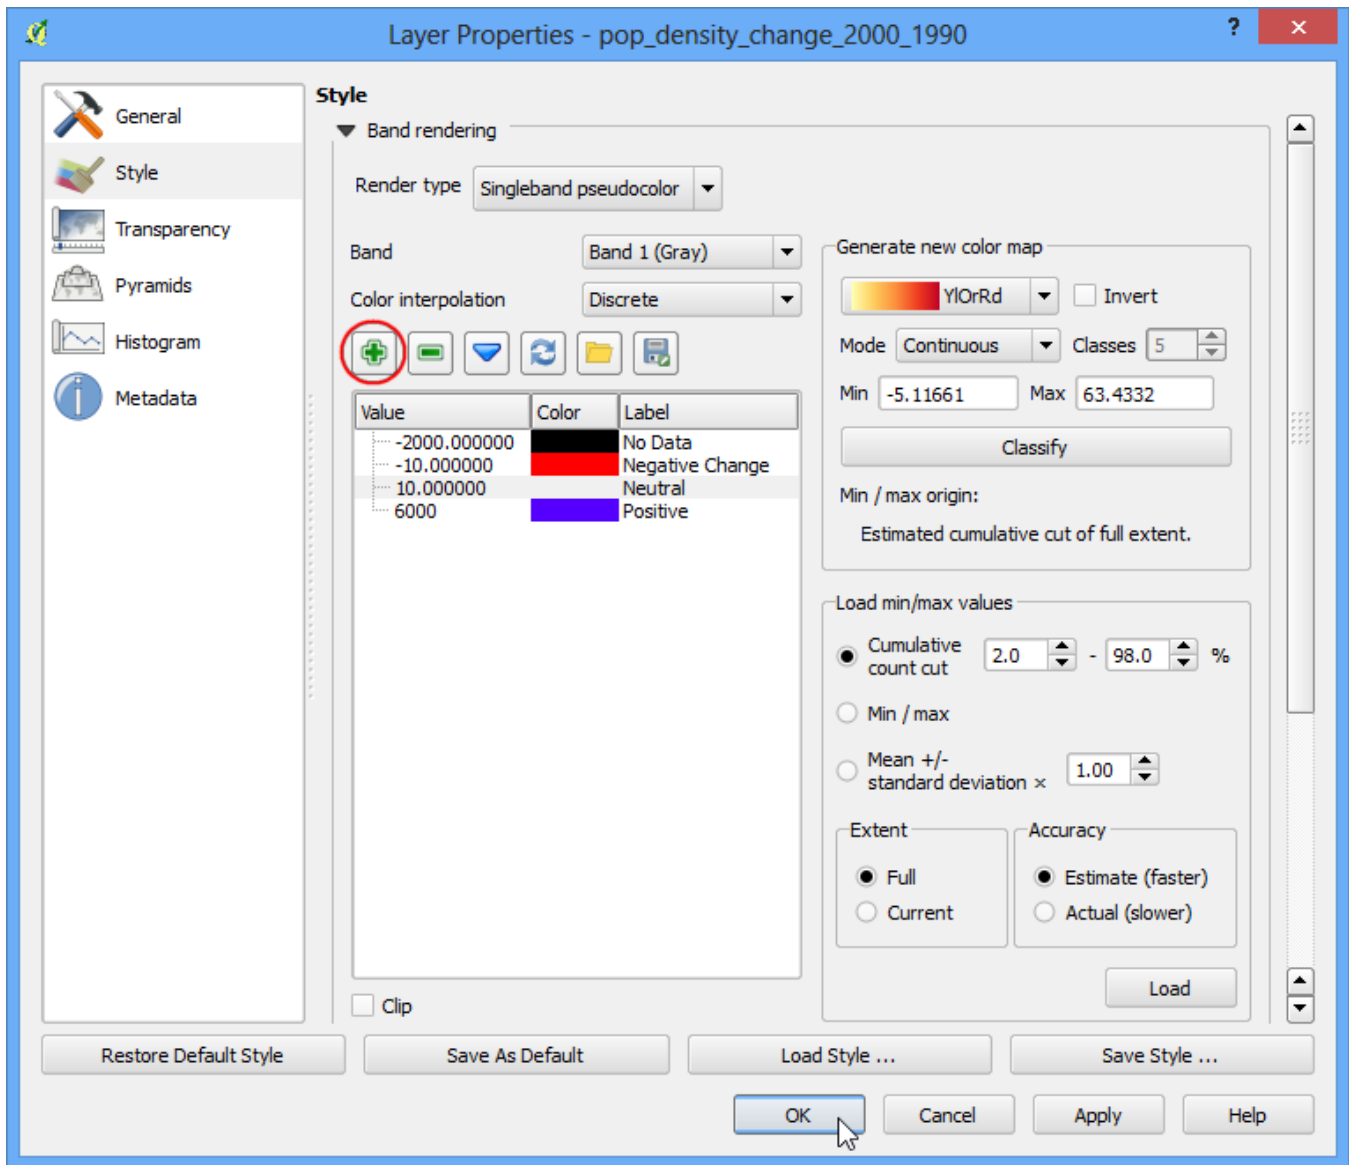 Layer Properties - pop_density_change_2000_1990
?
General
Style
Transparency
Pyramids
Histogram
Metadata
Style
Band rendering
Render type Singleband pseudocolor
Band Band 1 (Gray)
Color interpolation Discrete
Value Color Label
-2000.000000 No Data
-10.000000 Negative Change
10.000000 Neutral
6000 Positive
Clip
Generate new color map
YlOrRd Invert
Mode Continuous Classes 5
Min -5.11661 Max 63.4332
Classify
Min / max origin:
Estimated cumulative cut of full extent.
Load min/max values
Cumulative
count cut 2.0 - 98.0 %
Min / max
Mean +/-
standard deviation × 1.00
Extent
Full
Current
Accuracy
Estimate (faster)
Actual (slower)
Load
Restore Default Style Save As Default Load Style ... Save Style ...
OK Cancel Apply Help